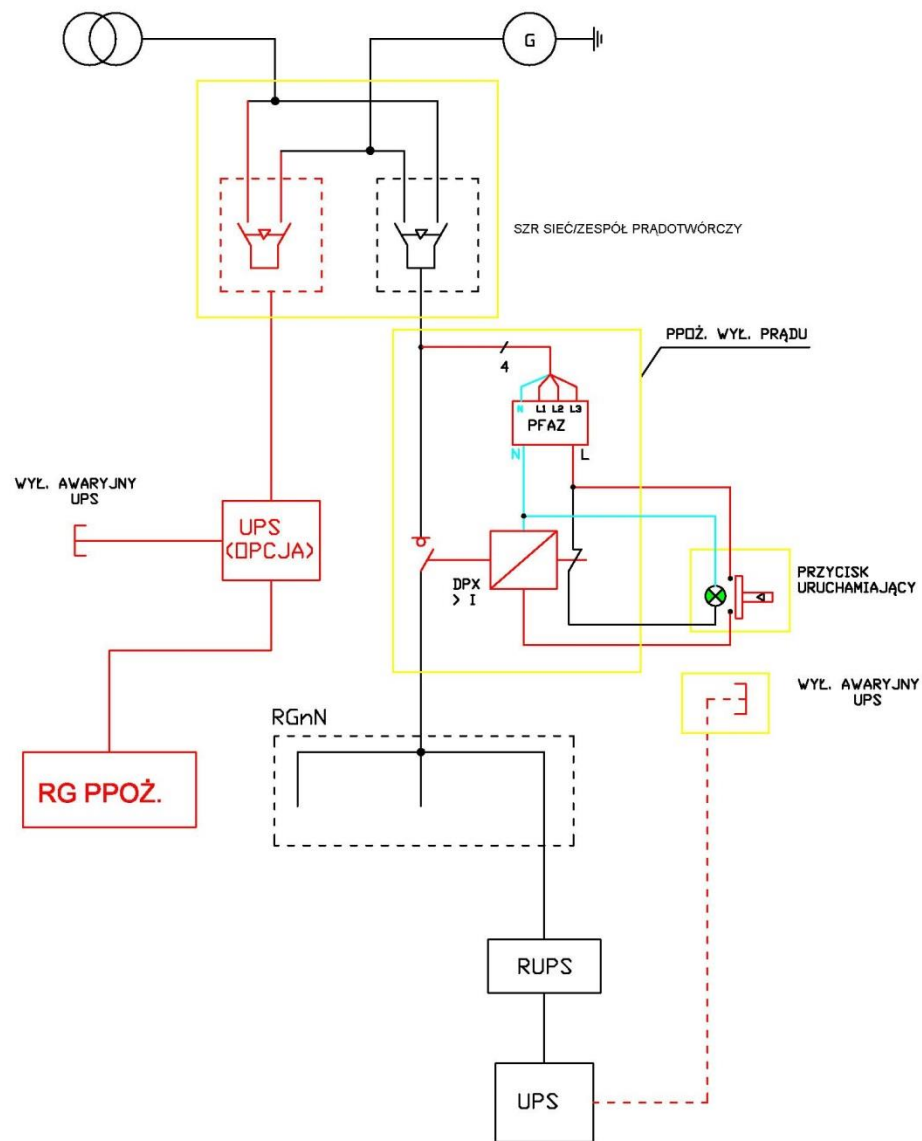 G
SZR SIEĆ/ZESPÓŁ PRĄDOTWÓRCZY
PPOŻ. WYŁ. PRĄDU
4
N L1 L2 L3
PFAZ
N L
WYŁ. AWARYJNY
UPS
UPS
(OPCJA)
DPX
> I
PRZYCISK
URUCHAMIAJĄCY
WYŁ. AWARYJNY
UPS
RGnN
RG PPOŻ.
RUPS
UPS